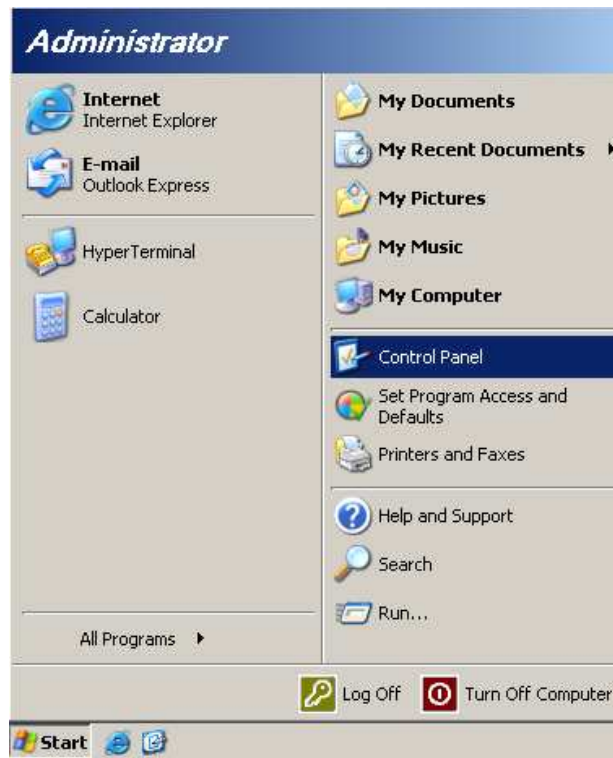 Administrator
Internet
Internet Explorer
E-mail
Outlook Express
HyperTerminal
Calculator
All Programs
My Documents
My Recent Documents
My Pictures
My Music
My Computer
Control Panel
Set Program Access and
Defaults
Printers and Faxes
Help and Support
Search
Run...
Log Off
Turn Off Computer
Start